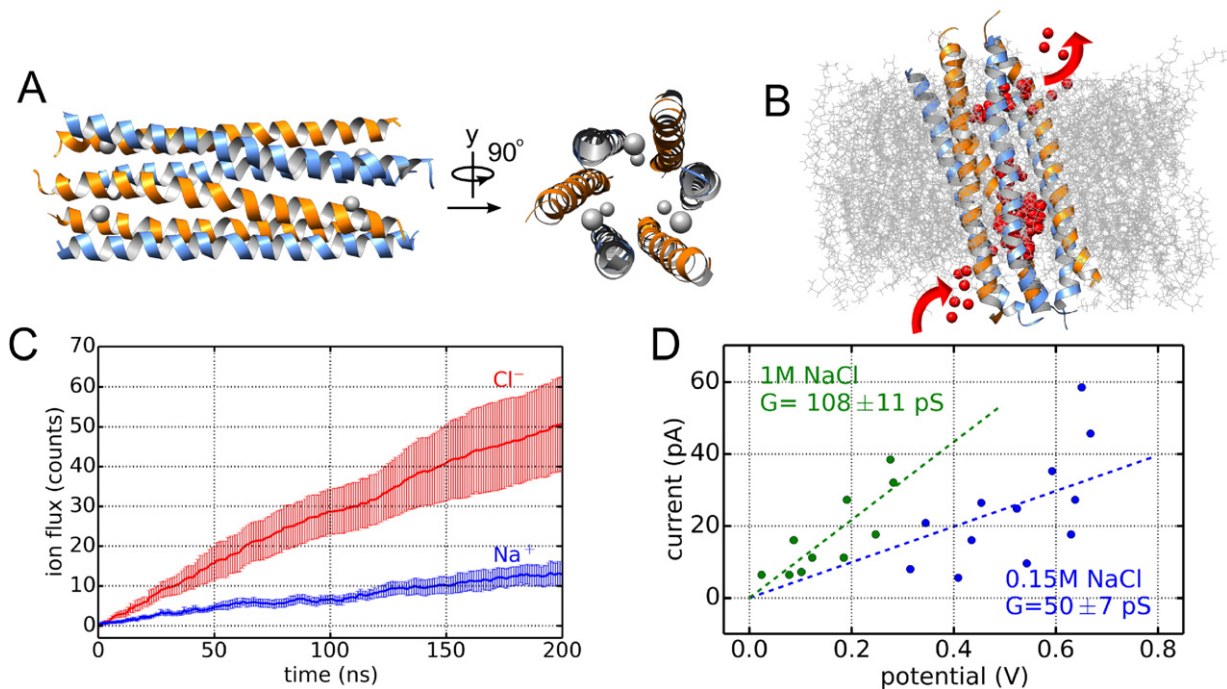 A
y
90°
B
C
70
60
50
40
30
20
10
0
ion flux (counts)
Cl⁻
Na⁺
0
50
100
150
200
time (ns)
D
60
40
20
0
current (pA)
1M NaCl
G= 108±11 pS
0.15M NaCl
G=50±7 pS
0.0
0.2
0.4
0.6
0.8
potential (V)